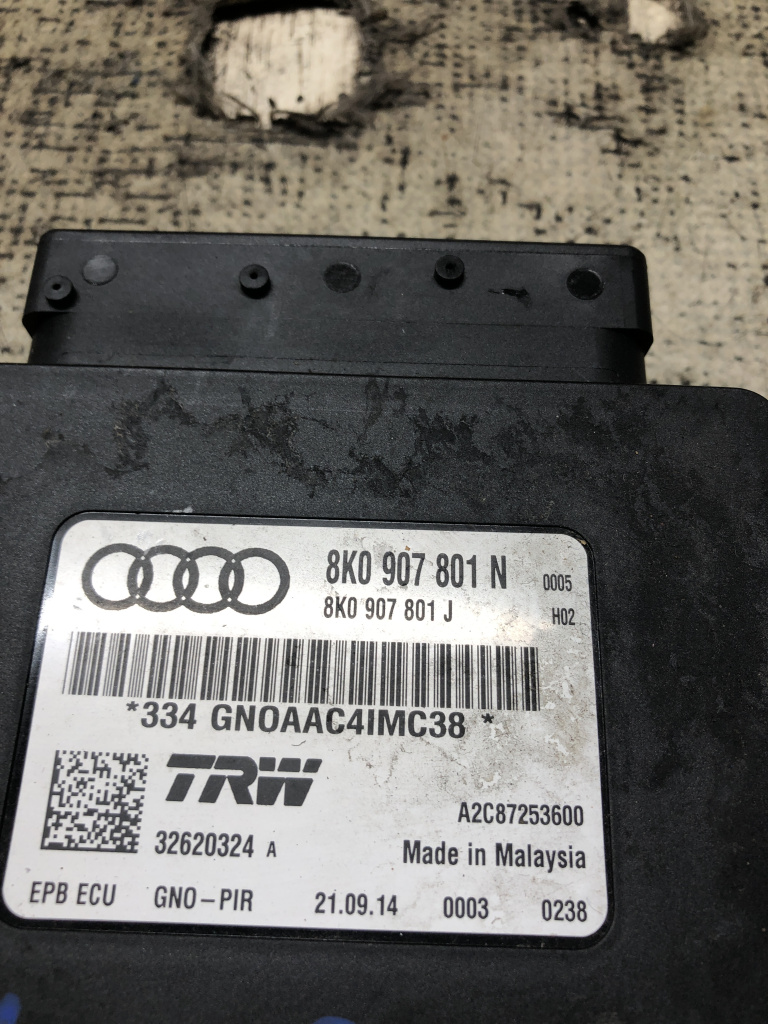 8K0 907 801 N 0005
8K0 907 801 J H02
*334 GNOAAC4IMC38 *
TRW
A2C87253600
32620324 A
Made in Malaysia
EPB ECU GNO-PIR 21.09.14 0003 0238